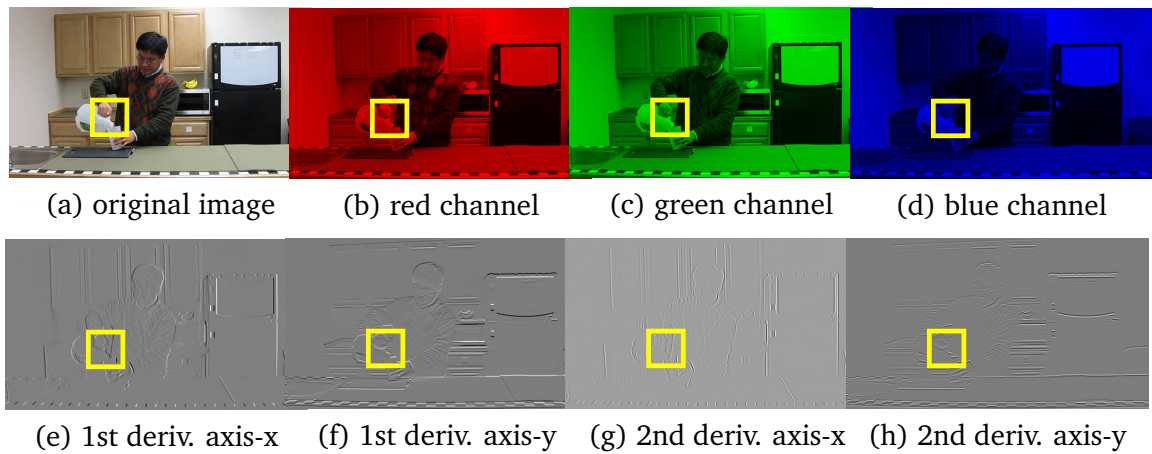 (a) original image
(b) red channel
(c) green channel
(d) blue channel
(e) 1st deriv. axis-x
(f) 1st deriv. axis-y
(g) 2nd deriv. axis-x
(h) 2nd deriv. axis-y